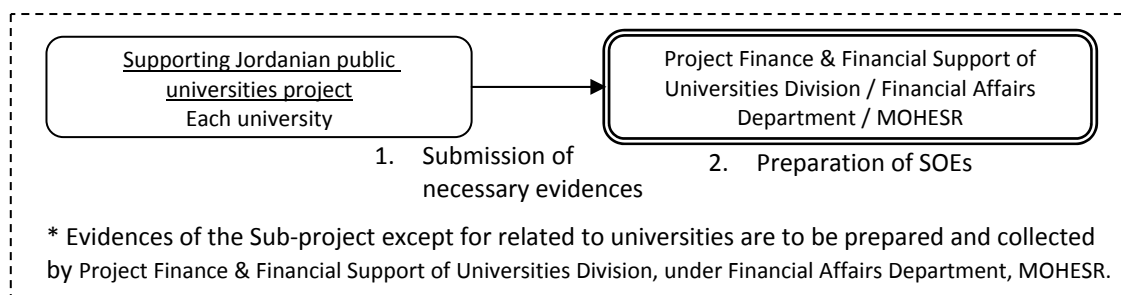 Supporting Jordanian public
universities project
Each university
Project Finance & Financial Support of
Universities Division / Financial Affairs
Department / MOHESR
1. Submission of
necessary evidences
2. Preparation of SOEs
* Evidences of the Sub-project except for related to universities are to be prepared and collected
by Project Finance & Financial Support of Universities Division, under Financial Affairs Department, MOHESR.